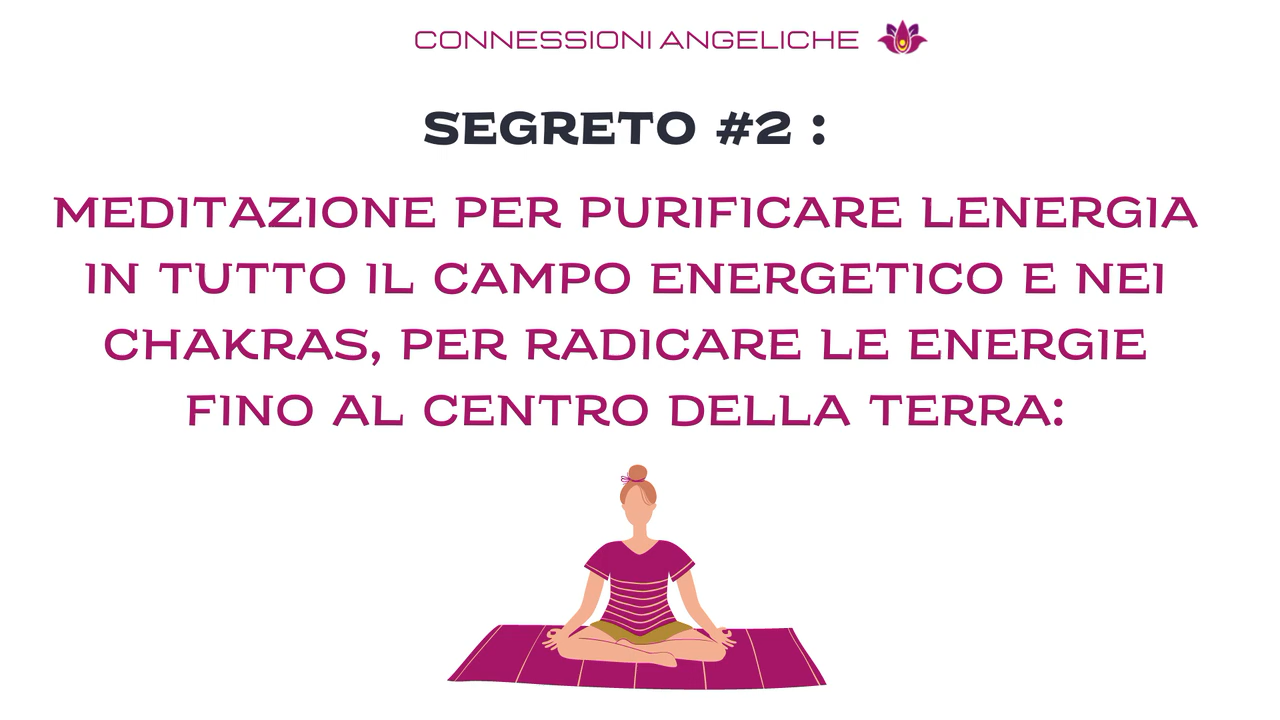 CONNESSIONI ANGELICHE
SEGRETO #2 :
MEDITAZIONE PER PURIFICARE LENERGIA
IN TUTTO IL CAMPO ENERGETICO E NEI
CHAKRAS, PER RADICARE LE ENERGIE
FINO AL CENTRO DELLA TERRA: